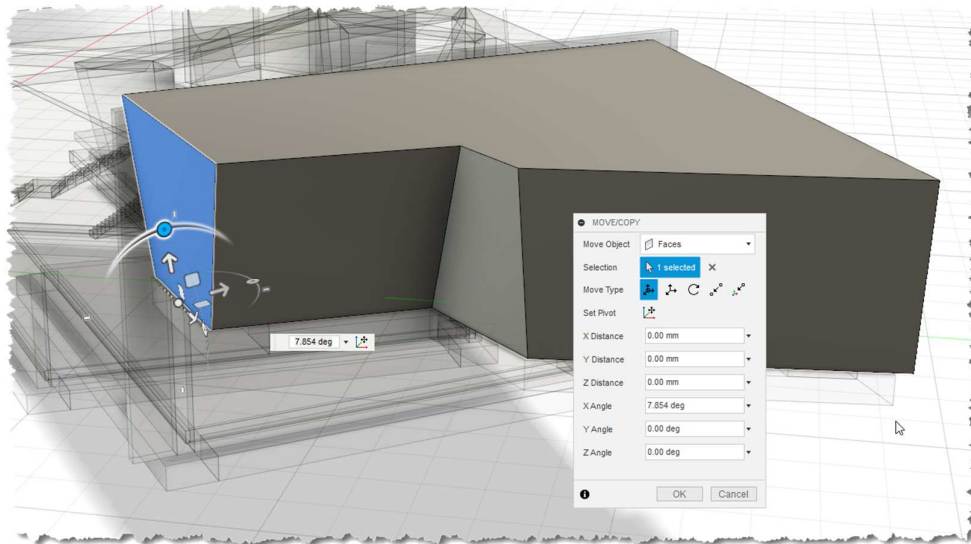 MOVE/COPY
Move Object Faces
Selection 1 selected
Move Type
Set Pivot
X Distance 0.00 mm
Y Distance 0.00 mm
Z Distance 0.00 mm
X Angle 7.854 deg
Y Angle 0.00 deg
Z Angle 0.00 deg
OK Cancel
7.854 deg